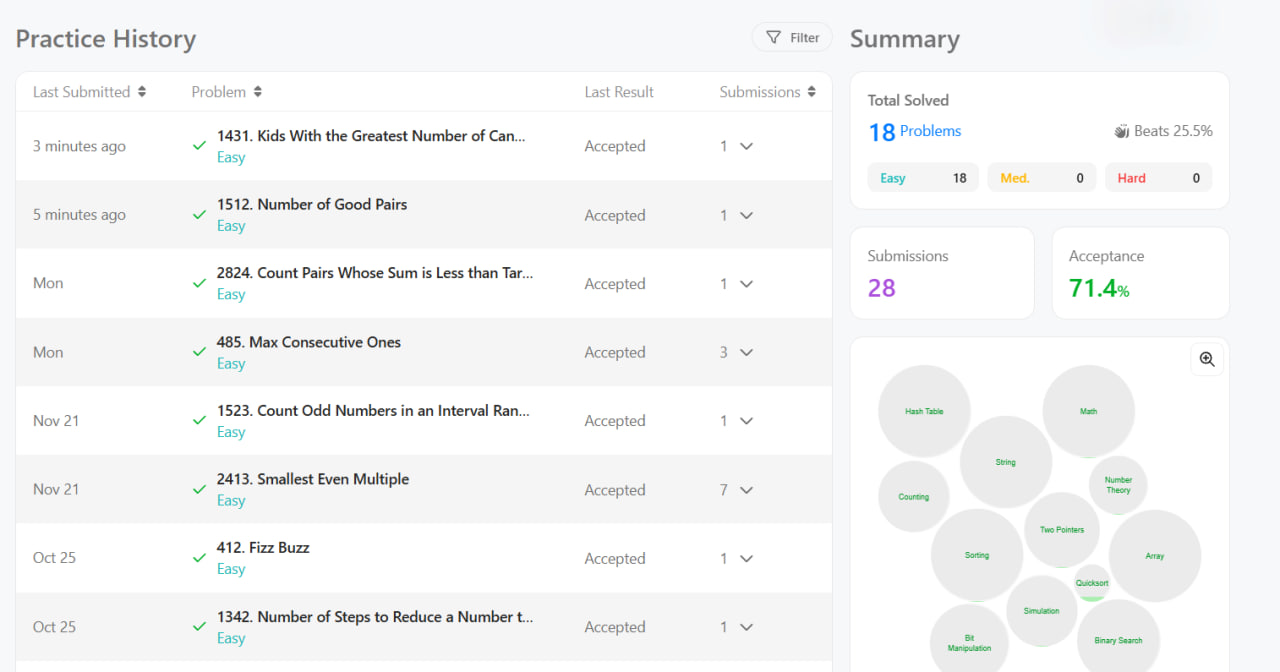 Practice History
Filter
Last Submitted Problem Last Result Submissions
3 minutes ago
1431. Kids With the Greatest Number of Can...
Easy
Accepted
1
5 minutes ago
1512. Number of Good Pairs
Easy
Accepted
1
Mon
2824. Count Pairs Whose Sum is Less than Tar...
Easy
Accepted
1
Mon
485. Max Consecutive Ones
Easy
Accepted
3
Nov 21
1523. Count Odd Numbers in an Interval Ran...
Easy
Accepted
1
Nov 21
2413. Smallest Even Multiple
Easy
Accepted
7
Oct 25
412. Fizz Buzz
Easy
Accepted
1
Oct 25
1342. Number of Steps to Reduce a Number t...
Easy
Accepted
1
Summary
Total Solved
18 Problems
Beats 25.5%
Easy 18
Med. 0
Hard 0
Submissions
28
Acceptance
71.4%
Hash Table
Math
String
Number
Theory
Counting
Two Pointers
Sorting
Array
Quicksort
Simulation
Bit
Manipulation
Binary Search